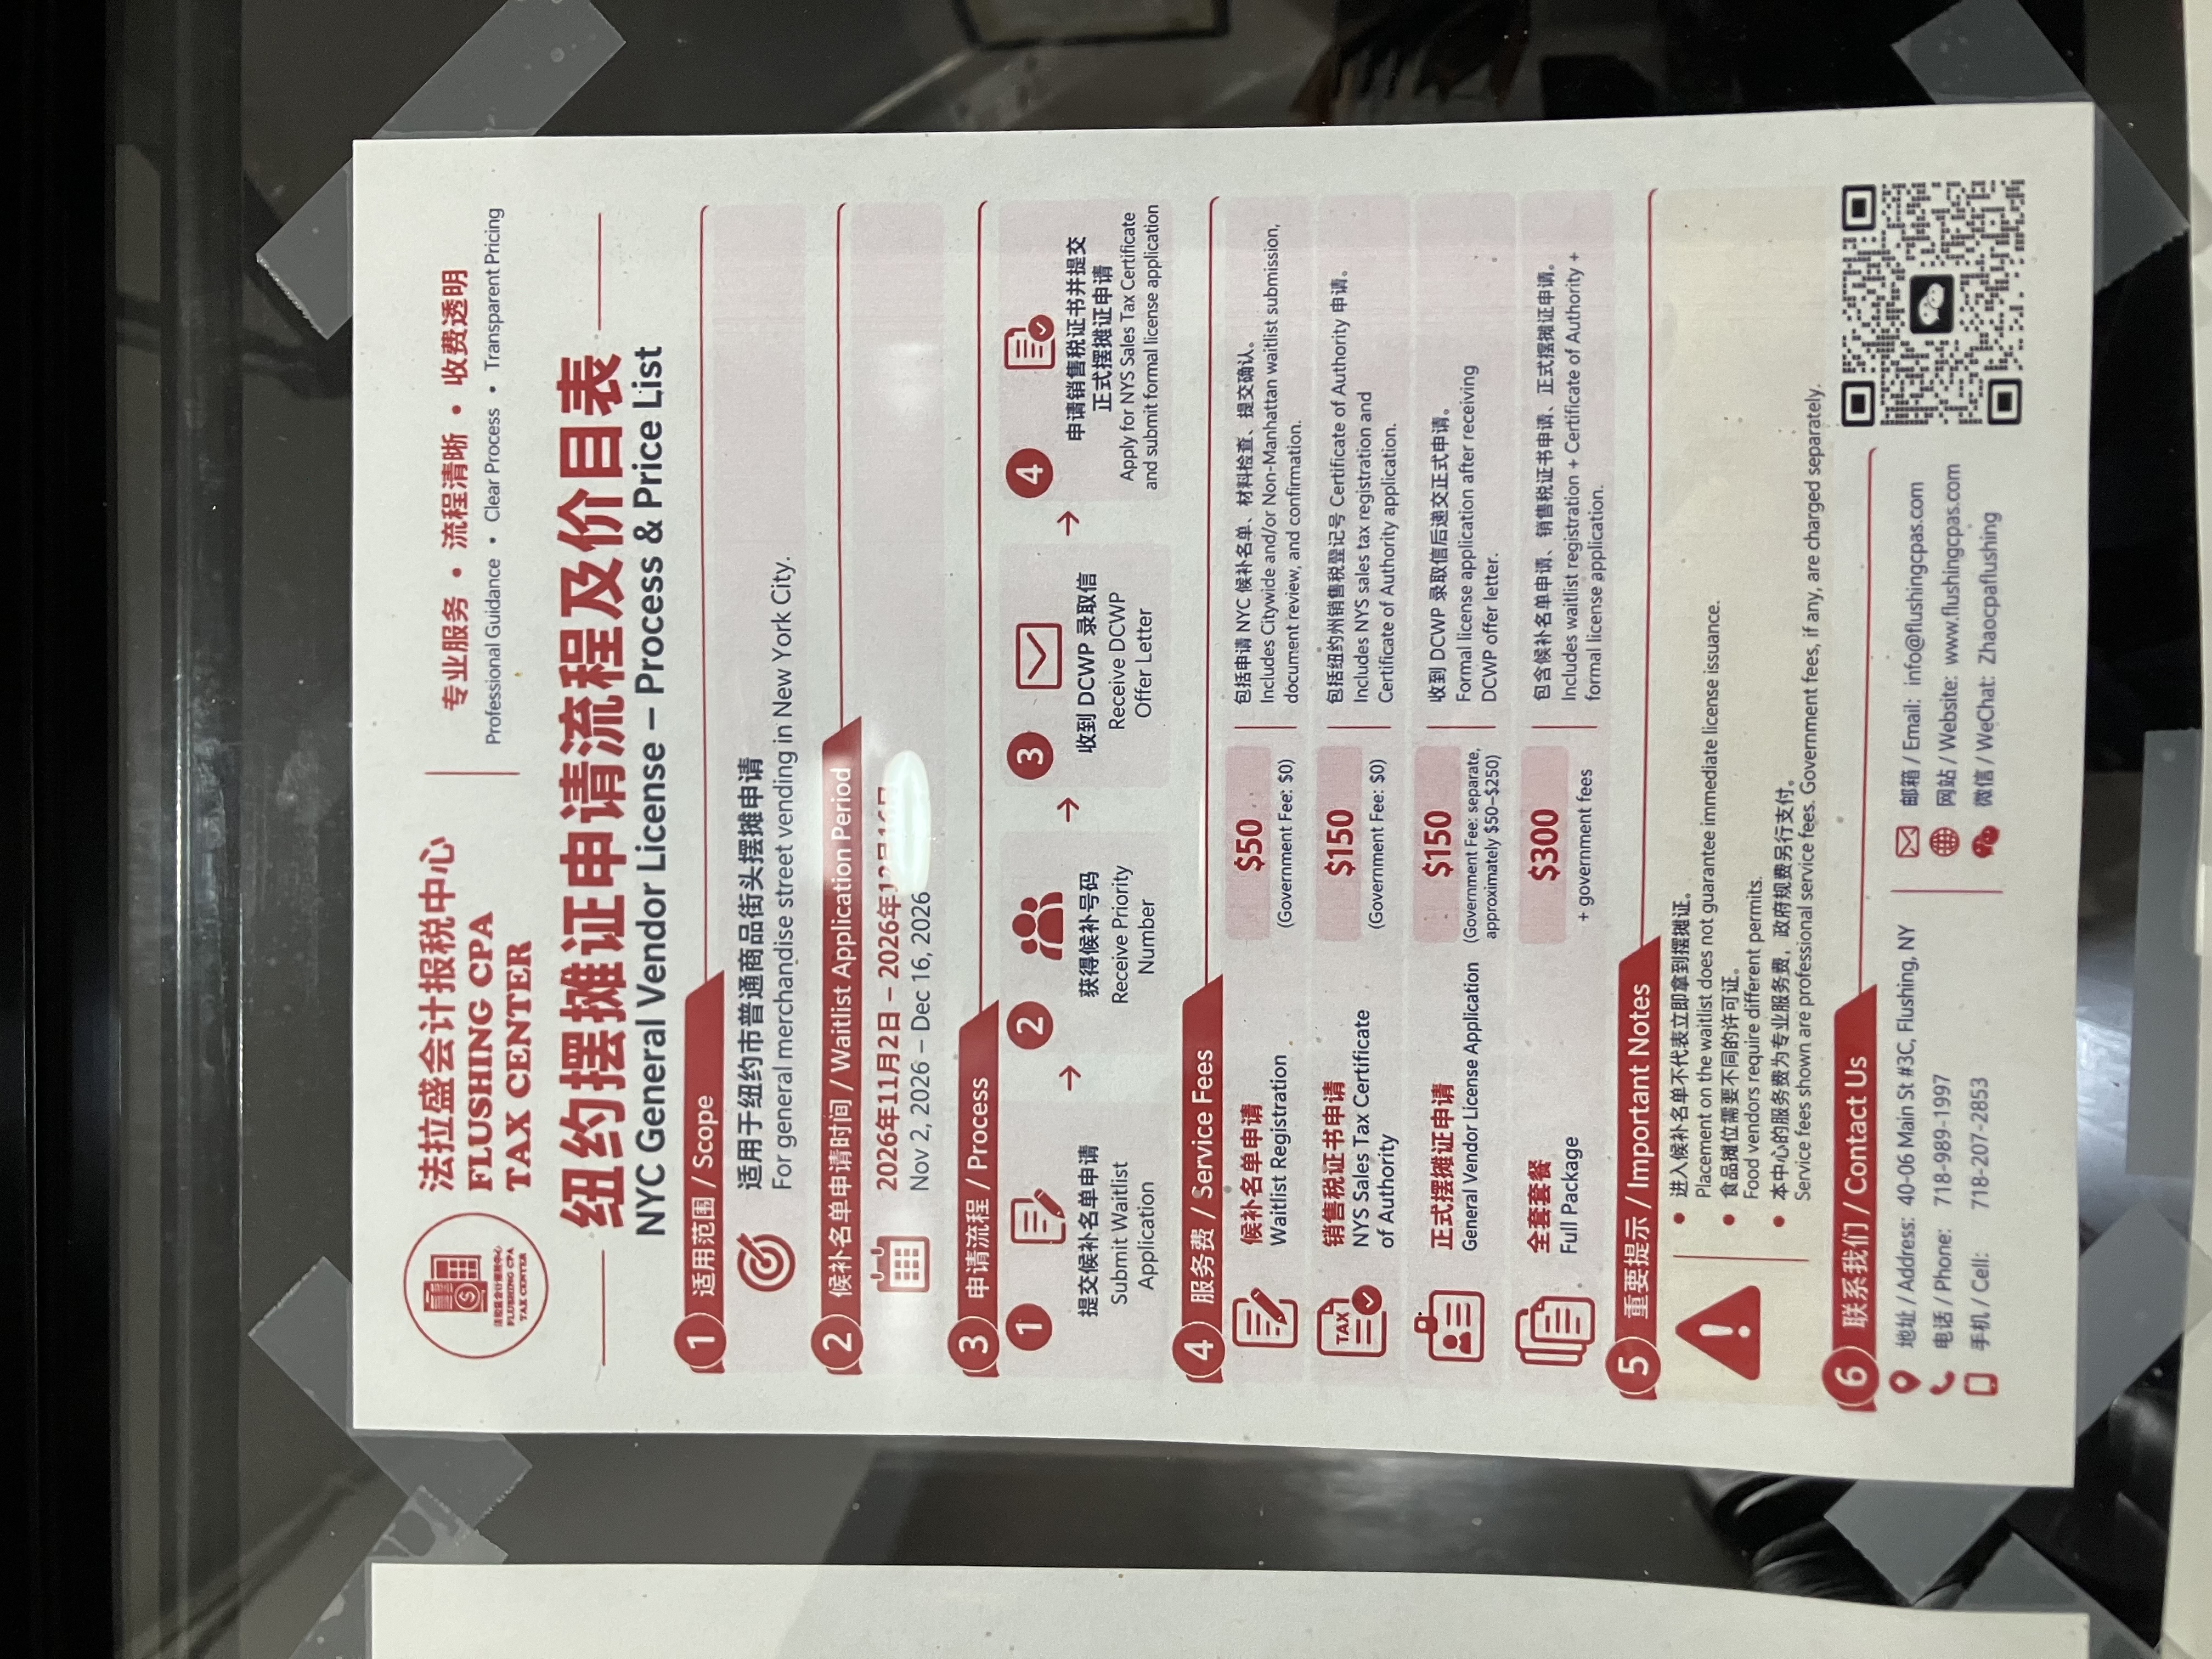 法拉盛会计报税中心
FLUSHING CPA
TAX CENTER
法拉盛会计报税中心
FLUSHING CPA
TAX CENTER
专业服务 • 流程清晰 • 收费透明
Professional Guidance • Clear Process • Transparent Pricing
纽约摆摊证申请流程及价目表
NYC General Vendor License – Process & Price List
1 适用范围 / Scope
适用于纽约市普通商品街头摆摊申请
For general merchandise street vending in New York City.
2 候补名单申请时间 / Waitlist Application Period
2026年11月2日 – 2026年12月16日
Nov 2, 2026 – Dec 16, 2026
3 申请流程 / Process
1
提交候补名单申请
Submit Waitlist
Application
2
获得候补号码
Receive Priority
Number
3
收到 DCWP 录取信
Receive DCWP
Offer Letter
4
申请销售税证书并提交
正式摆摊证申请
Apply for NYS Sales Tax Certificate
and submit formal license application
4 服务费 / Service Fees
候补名单申请
Waitlist Registration
$50
(Government Fee: $0)
包括申请 NYC 候补名单、材料检查、提交确认。
Includes Citywide and/or Non-Manhattan waitlist submission,
document review, and confirmation.
TAX
销售税证书申请
NYS Sales Tax Certificate
of Authority
$150
(Government Fee: $0)
包括纽约州销售税登记号 Certificate of Authority 申请。
Includes NYS sales tax registration and
Certificate of Authority application.
正式摆摊证申请
General Vendor License Application
$150
(Government Fee: separate,
approximately $50–$250)
收到 DCWP 录取信后递交正式申请。
Formal license application after receiving
DCWP offer letter.
全套套餐
Full Package
$300
+ government fees
包含候补名单申请、销售税证书申请、正式摆摊证申请。
Includes waitlist registration + Certificate of Authority +
formal license application.
5 重要提示 / Important Notes
• 进入候补名单不代表立即拿到摆摊证。
Placement on the waitlist does not guarantee immediate license issuance.
• 食品摊位需要不同的许可证。
Food vendors require different permits.
• 本中心的服务费为专业服务费，政府规费另行支付。
Service fees shown are professional service fees. Government fees, if any, are charged separately.
6 联系我们 / Contact Us
地址 / Address: 40-06 Main St #3C, Flushing, NY
电话 / Phone: 718-989-1997
手机 / Cell: 718-207-2853
邮箱 / Email: info@flushingcpas.com
网站 / Website: www.flushingcpas.com
微信 / WeChat: Zhaocpaflushing